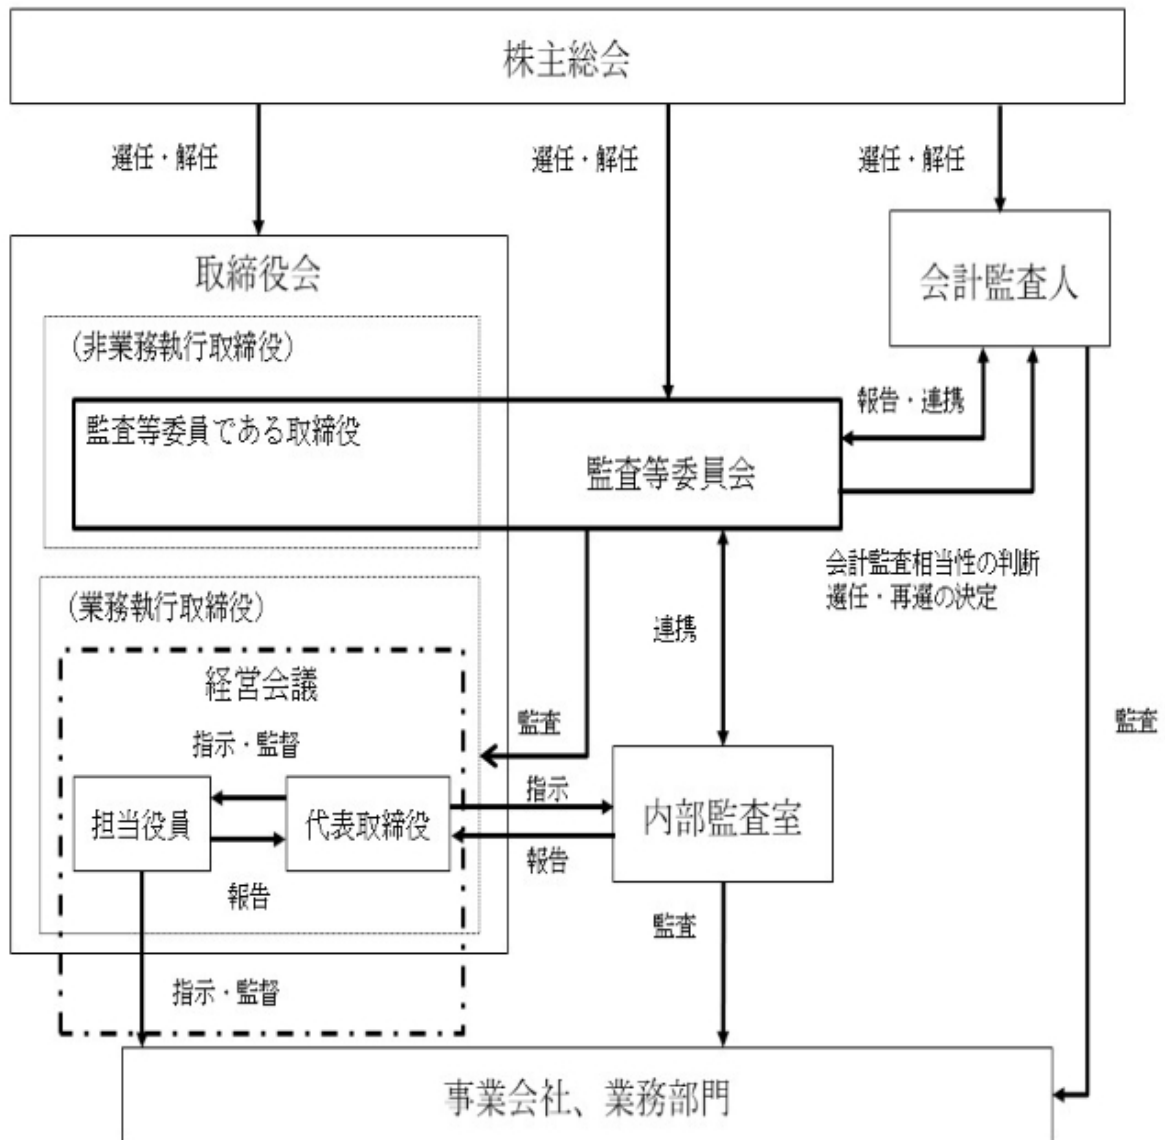 株主総会
選任・解任
選任・解任
選任・解任
取締役会
会計監査人
(非業務執行取締役)
監査等委員である取締役
監査等委員会
報告・連携
会計監査相当性の判断
選任・再選の決定
(業務執行取締役)
連携
経営会議
監査
監査
指示・監督
担当役員
代表取締役
指示
内部監査室
報告
報告
監査
指示・監督
事業会社、業務部門